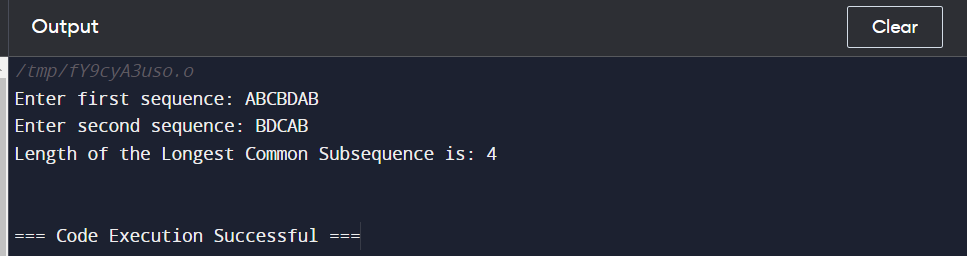 Output
Clear
/tmp/fY9cyA3uso.o
Enter first sequence: ABCBDAB
Enter second sequence: BDCAB
Length of the Longest Common Subsequence is: 4
=== Code Execution Successful ===